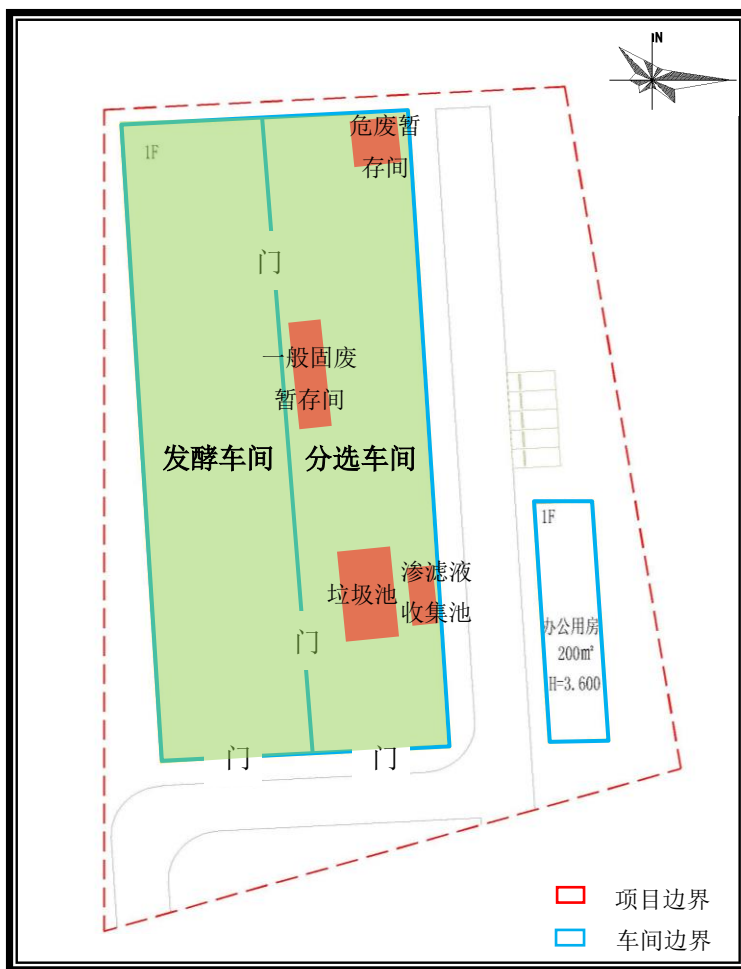 N
危废暂
存间
1F
门
一般固废
暂存间
发酵车间
分选车间
1F
渗滤液
收集池
垃圾池
办公用房
200㎡
H=3.600
门
门
门
项目边界
车间边界